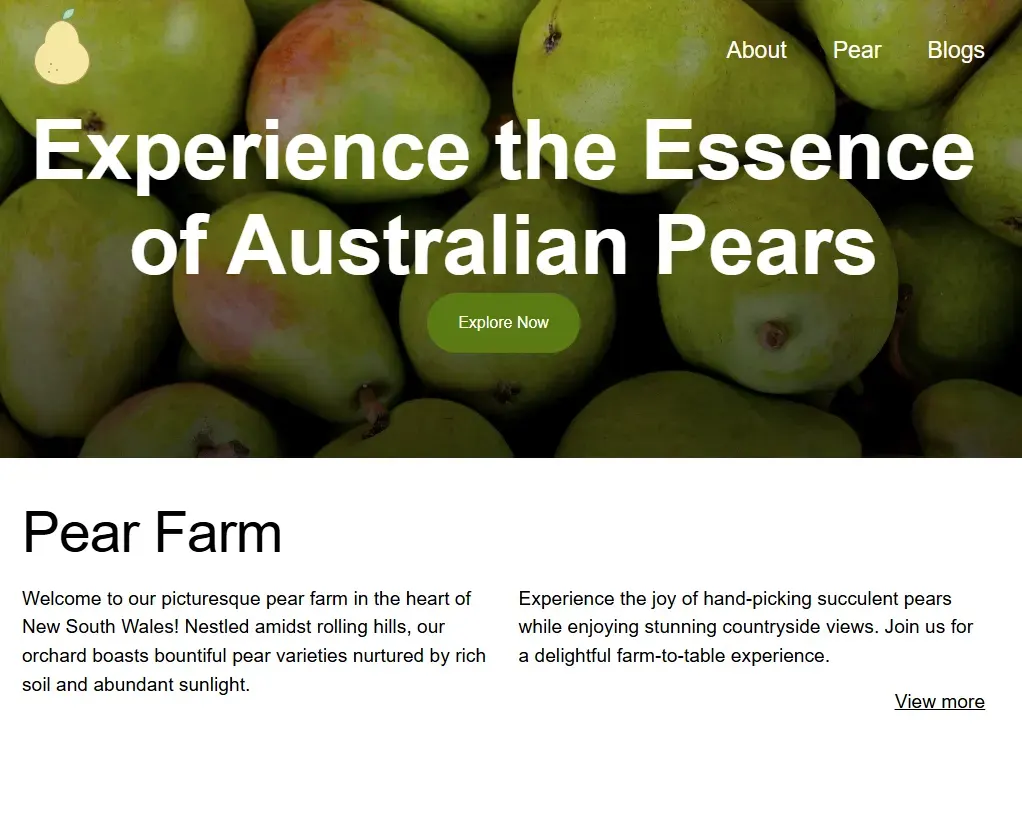 About Pear Blogs
Experience the Essence
of Australian Pears
Explore Now
Pear Farm
Welcome to our picturesque pear farm in the heart of
New South Wales! Nestled amidst rolling hills, our
orchard boasts bountiful pear varieties nurtured by rich
soil and abundant sunlight.
Experience the joy of hand-picking succulent pears
while enjoying stunning countryside views. Join us for
a delightful farm-to-table experience.
View more